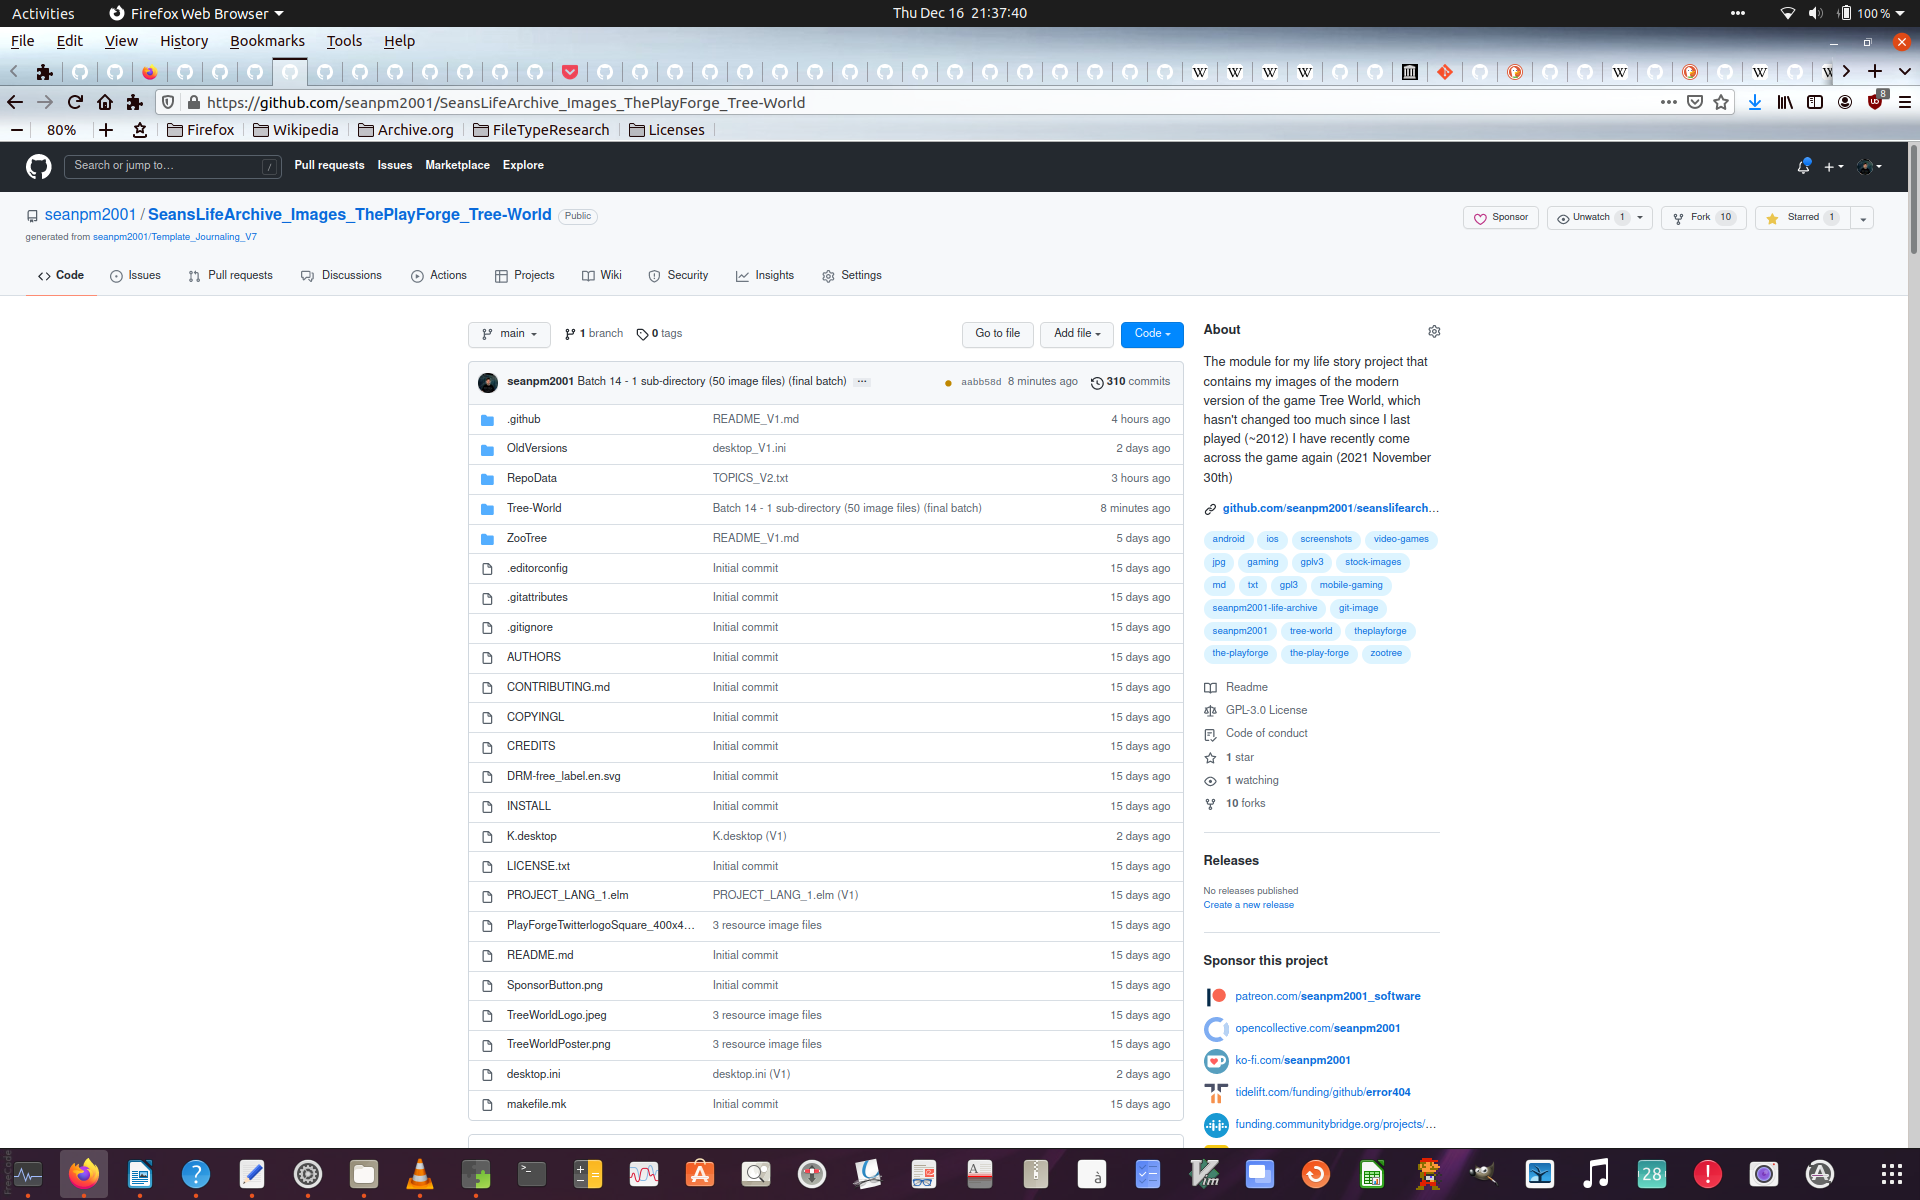 Activities Firefox Web Browser Thu Dec 16 21:37:40 100 %
File Edit View History Bookmarks Tools Help
https://github.com/seanpm2001/SeansLifeArchive_Images_ThePlayForge_Tree-World 8
80% Firefox Wikipedia Archive.org FileTypeResearch Licenses
Search or jump to… / Pull requests Issues Marketplace Explore
seanpm2001 / SeansLifeArchive_Images_ThePlayForge_Tree-World Public Sponsor Unwatch 1 Fork 10 Starred 1
generated from seanpm2001/Template_Journaling_V7
Code Issues Pull requests Discussions Actions Projects Wiki Security Insights Settings
main 1 branch 0 tags Go to file Add file Code
seanpm2001 Batch 14 - 1 sub-directory (50 image files) (final batch) ... aabb58d 8 minutes ago 310 commits
.github README_V1.md 4 hours ago
OldVersions desktop_V1.ini 2 days ago
RepoData TOPICS_V2.txt 3 hours ago
Tree-World Batch 14 - 1 sub-directory (50 image files) (final batch) 8 minutes ago
ZooTree README_V1.md 5 days ago
.editorconfig Initial commit 15 days ago
.gitattributes Initial commit 15 days ago
.gitignore Initial commit 15 days ago
AUTHORS Initial commit 15 days ago
CONTRIBUTING.md Initial commit 15 days ago
COPYINGL Initial commit 15 days ago
CREDITS Initial commit 15 days ago
DRM-free_label.en.svg Initial commit 15 days ago
INSTALL Initial commit 15 days ago
K.desktop K.desktop (V1) 2 days ago
LICENSE.txt Initial commit 15 days ago
PROJECT_LANG_1.elm PROJECT_LANG_1.elm (V1) 15 days ago
PlayForgeTwitterlogoSquare_400x4… 3 resource image files 15 days ago
README.md Initial commit 15 days ago
SponsorButton.png Initial commit 15 days ago
TreeWorldLogo.jpeg 3 resource image files 15 days ago
TreeWorldPoster.png 3 resource image files 15 days ago
desktop.ini desktop.ini (V1) 2 days ago
makefile.mk Initial commit 15 days ago
About
The module for my life story project that
contains my images of the modern
version of the game Tree World, which
hasn't changed too much since I last
played (~2012) I have recently come
across the game again (2021 November
30th)
github.com/seanpm2001/seanslifearch…
android ios screenshots video-games
jpg gaming gplv3 stock-images
md txt gpl3 mobile-gaming
seanpm2001-life-archive git-image
seanpm2001 tree-world theplayforge
the-playforge the-play-forge zootree
Readme
GPL-3.0 License
Code of conduct
1 star
1 watching
10 forks
Releases
No releases published
Create a new release
Sponsor this project
patreon.com/seanpm2001_software
opencollective.com/seanpm2001
ko-fi.com/seanpm2001
tidelift.com/funding/github/error404
funding.communitybridge.org/projects/…
28